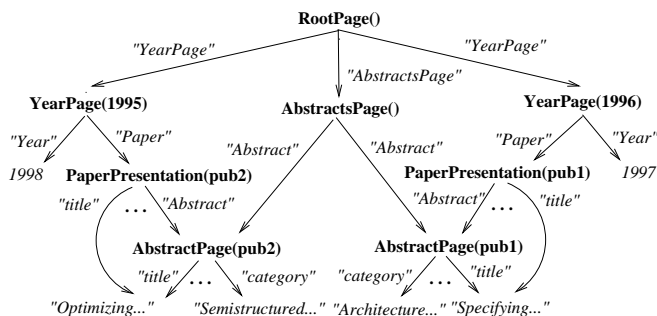 RootPage()
"YearPage" "YearPage"
"AbstractsPage"
YearPage(1995) AbstractsPage() YearPage(1996)
"Year" "Paper" "Paper" "Year"
"Abstract" "Abstract"
1998 PaperPresentation(pub2) PaperPresentation(pub1) 1997
"title" ... "Abstract" "Abstract" ... "title"
AbstractPage(pub2) AbstractPage(pub1)
"title" ... "category" "category" ... "title"
"Optimizing..." "Semistructured..." "Architecture..." "Specifying..."